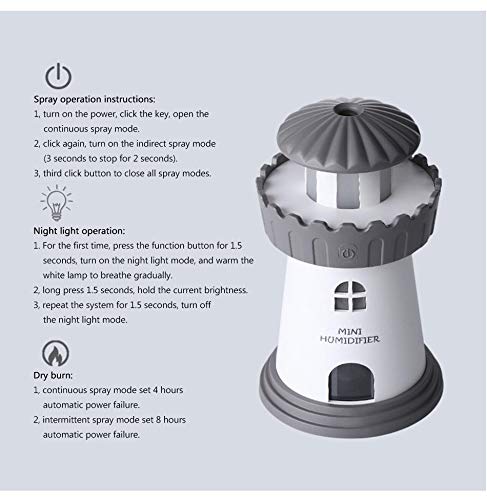 Spray operation instructions:
1, turn on the power, click the key, open the
continuous spray mode.
2, click again, turn on the indirect spray mode
(3 seconds to stop for 2 seconds).
3, third click button to close all spray modes.
Night light operation:
1. For the first time, press the function button for 1.5
seconds, turn on the night light mode, and warm the
white lamp to breathe gradually.
2, long press 1.5 seconds, hold the current brightness.
3, repeat the system for 1.5 seconds, turn off
the night light mode.
Dry burn:
1, continuous spray mode set 4 hours
automatic power failure.
2, intermittent spray mode set 8 hours
automatic power failure.
MINI
HUMIDIFIER